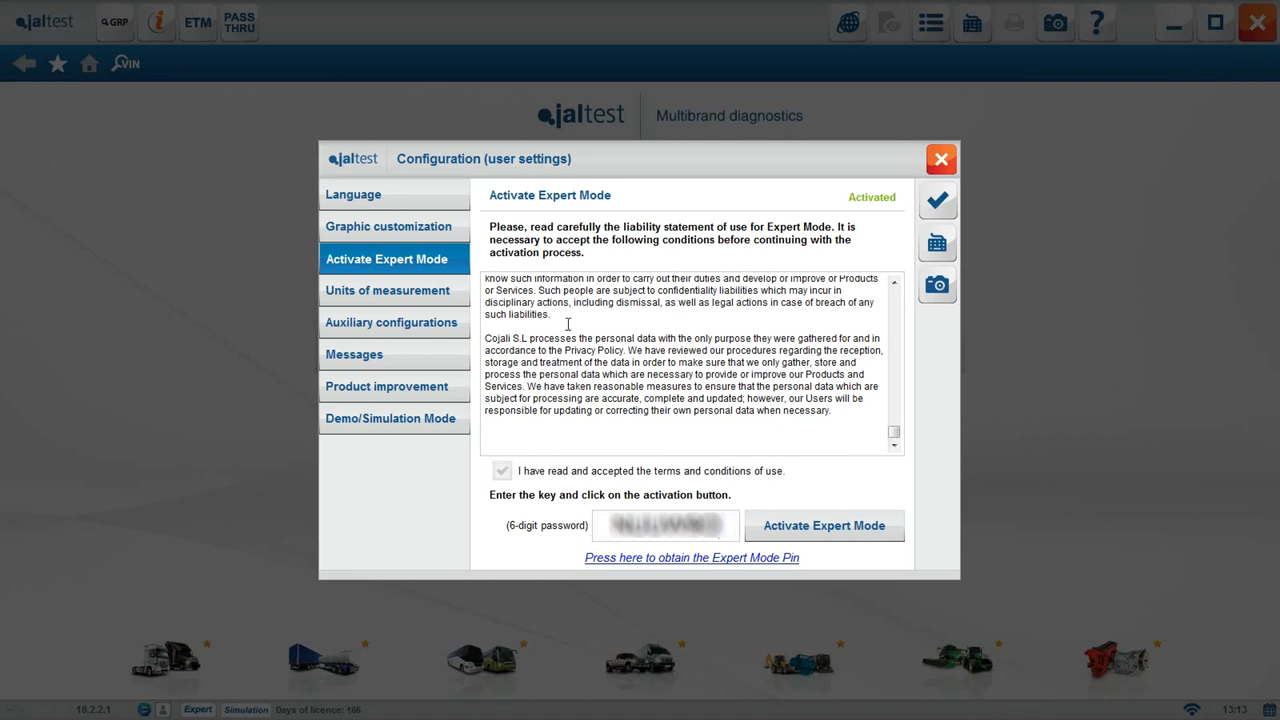 jaltest
GRP
i
ETM
PASS
THRU
?
VIN
jaltest
Multibrand diagnostics
jaltest
Configuration (user settings)
Language
Graphic customization
Activate Expert Mode
Units of measurement
Auxiliary configurations
Messages
Product improvement
Demo/Simulation Mode
Activate Expert Mode
Activated
Please, read carefully the liability statement of use for Expert Mode. It is
necessary to accept the following conditions before continuing with the
activation process.
know such information in order to carry out their duties and develop or improve or Products
or Services. Such people are subject to confidentiality liabilities which may incur in
disciplinary actions, including dismissal, as well as legal actions in case of breach of any
such liabilities.
Cojali S.L processes the personal data with the only purpose they were gathered for and in
accordance to the Privacy Policy. We have reviewed our procedures regarding the reception,
storage and treatment of the data in order to make sure that we only gather, store and
process the personal data which are necessary to provide or improve our Products and
Services. We have taken reasonable measures to ensure that the personal data which are
subject for processing are accurate, complete and updated; however, our Users will be
responsible for updating or correcting their own personal data when necessary.
I have read and accepted the terms and conditions of use.
Enter the key and click on the activation button.
(6-digit password)
Activate Expert Mode
Press here to obtain the Expert Mode Pin
18.2.2.1
Expert
Simulation
Days of licence: 166
13:13